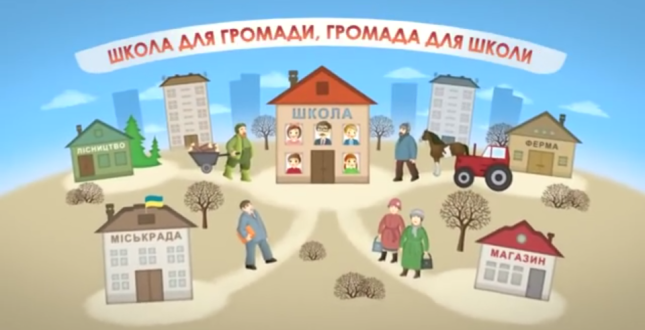 ШКОЛА ДЛЯ ГРОМАДИ, ГРОМАДА ДЛЯ ШКОЛИ
ШКОЛА
ЛІСНИЦТВО
ФЕРМА
МІСЬКРАДА
МАГАЗИН